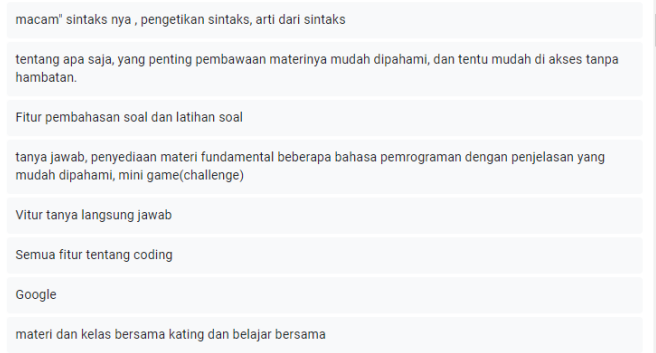 macam" sintaks nya , pengetikan sintaks, arti dari sintaks
tentang apa saja, yang penting pembawaan materinya mudah dipahami, dan tentu mudah di akses tanpa
hambatan.
Fitur pembahasan soal dan latihan soal
tanya jawab, penyediaan materi fundamental beberapa bahasa pemrograman dengan penjelasan yang
mudah dipahami, mini game(challenge)
Vitur tanya langsung jawab
Semua fitur tentang coding
Google
materi dan kelas bersama kating dan belajar bersama